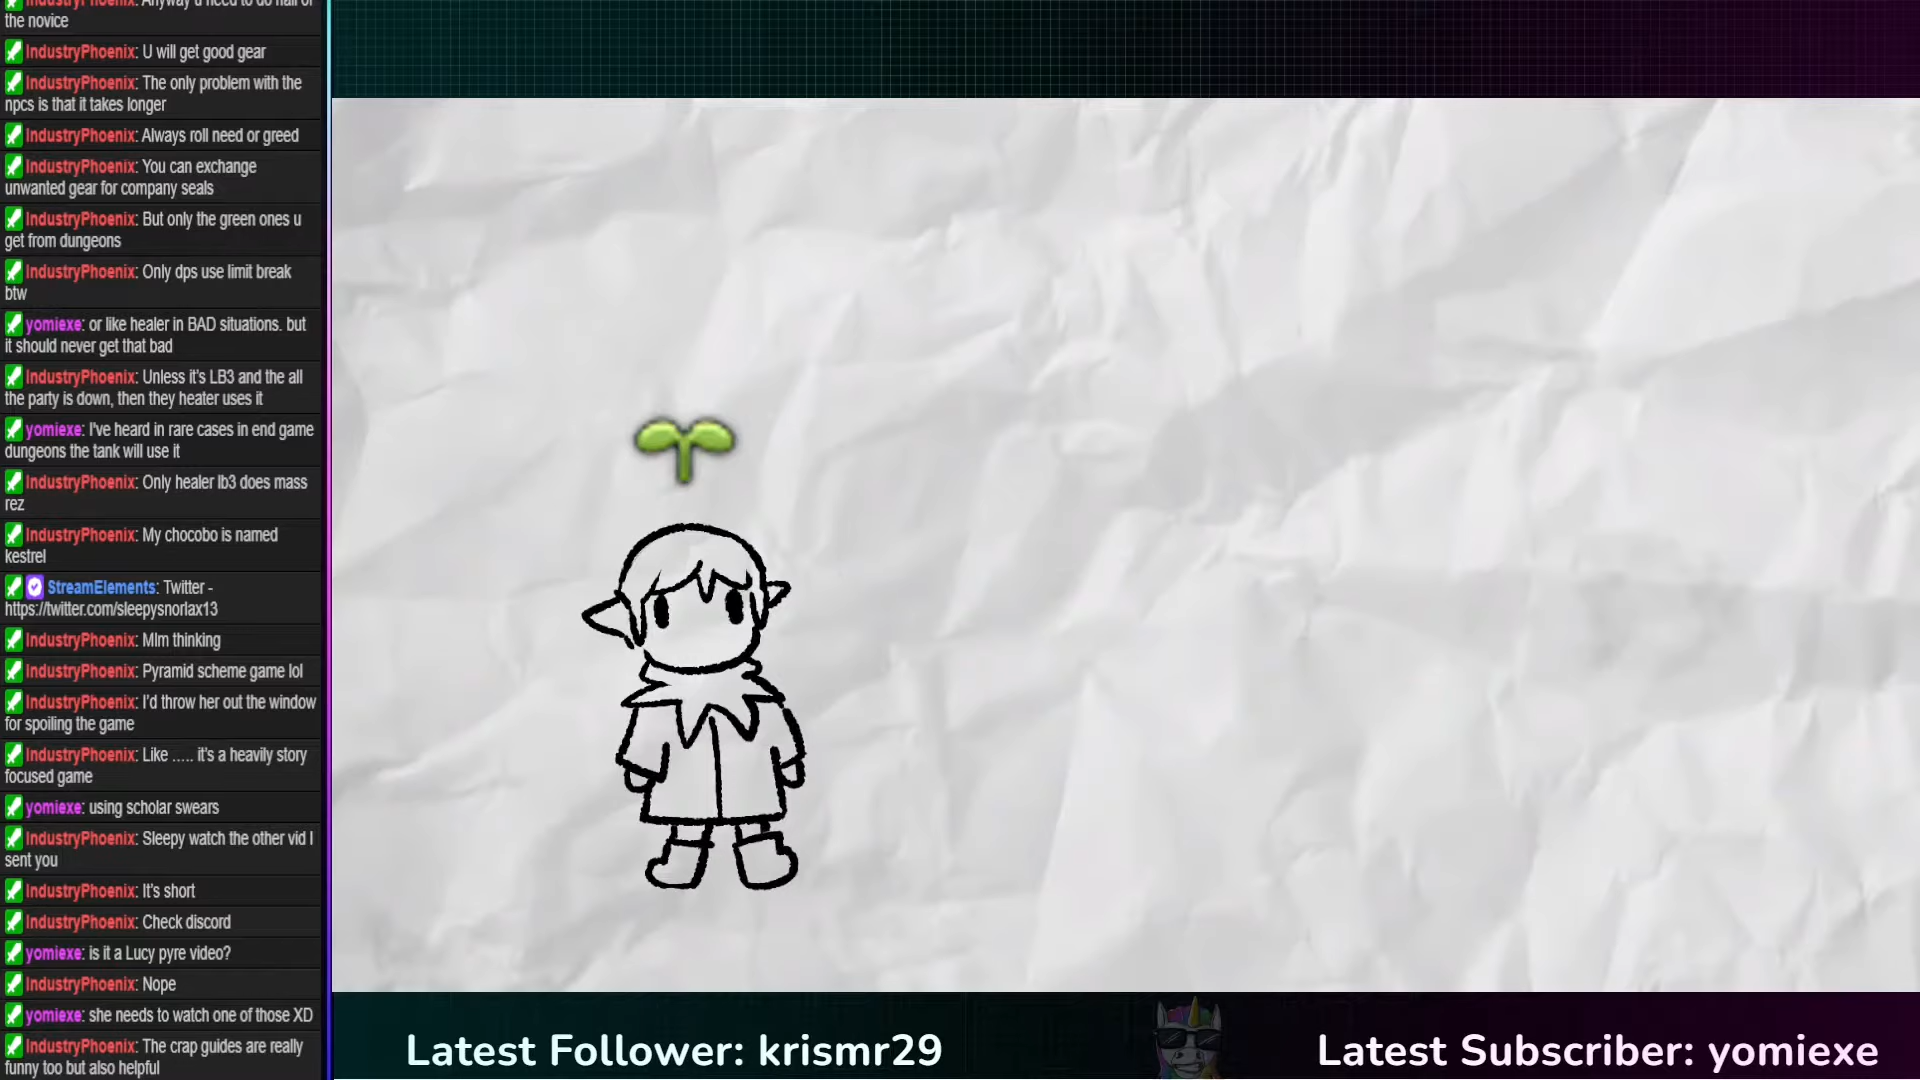 IndustryPhoenix: Anyway u need to do hall of
the novice
IndustryPhoenix: U will get good gear
IndustryPhoenix: The only problem with the
npcs is that it takes longer
IndustryPhoenix: Always roll need or greed
IndustryPhoenix: You can exchange
unwanted gear for company seals
IndustryPhoenix: But only the green ones u
get from dungeons
IndustryPhoenix: Only dps use limit break
btw
yomiexe: or like healer in BAD situations. but
it should never get that bad
IndustryPhoenix: Unless it's LB3 and the all
the party is down, then they heater uses it
yomiexe: I've heard in rare cases in end game
dungeons the tank will use it
IndustryPhoenix: Only healer lb3 does mass
rez
IndustryPhoenix: My chocobo is named
kestrel
StreamElements: Twitter -
https://twitter.com/sleepysnorlax13
IndustryPhoenix: Mlm thinking
IndustryPhoenix: Pyramid scheme game lol
IndustryPhoenix: I'd throw her out the window
for spoiling the game
IndustryPhoenix: Like ….. it's a heavily story
focused game
yomiexe: using scholar swears
IndustryPhoenix: Sleepy watch the other vid I
sent you
IndustryPhoenix: It's short
IndustryPhoenix: Check discord
yomiexe: is it a Lucy pyre video?
IndustryPhoenix: Nope
yomiexe: she needs to watch one of those XD
IndustryPhoenix: The crap guides are really
funny too but also helpful
Latest Follower: krismr29
Latest Subscriber: yomiexe